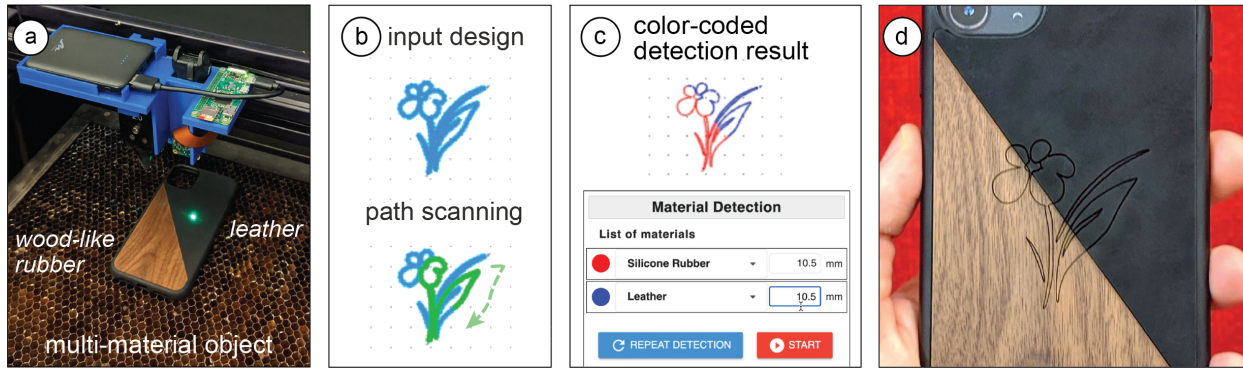 a
wood-like
rubber
leather
multi-material object
b input design
path scanning
c color-coded
detection result
Material Detection
List of materials
Silicone Rubber 10.5 mm
Leather 10.5 mm
REPEAT DETECTION START
d